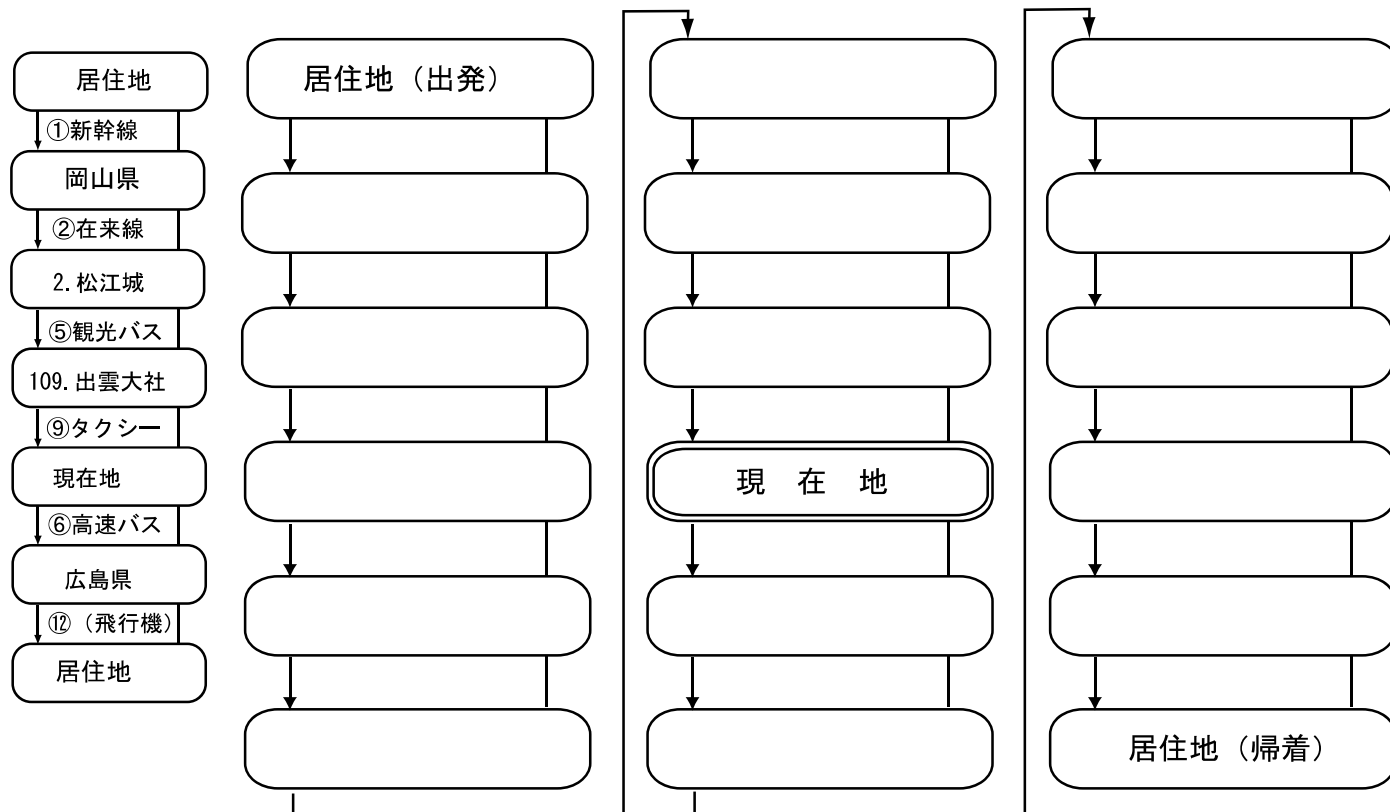 居住地
①新幹線
岡山県
②在来線
2.松江城
⑤観光バス
109.出雲大社
⑨タクシー
現在地
⑥高速バス
広島県
⑫（飛行機）
居住地
居住地（出発）
現 在 地
居住地（帰着）